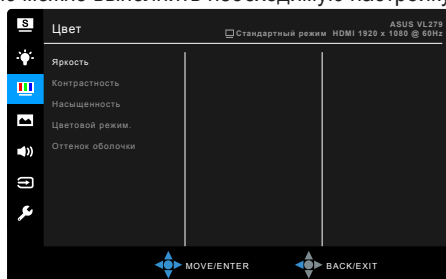 S
Цвет
ASUS VL279
Стандартный режим HDMI 1920 x 1080 @ 60Hz
Яркость
Контрастность
Насыщенность
Цветовой режим.
Оттенок оболочки
MOVE/ENTER
BACK/EXIT